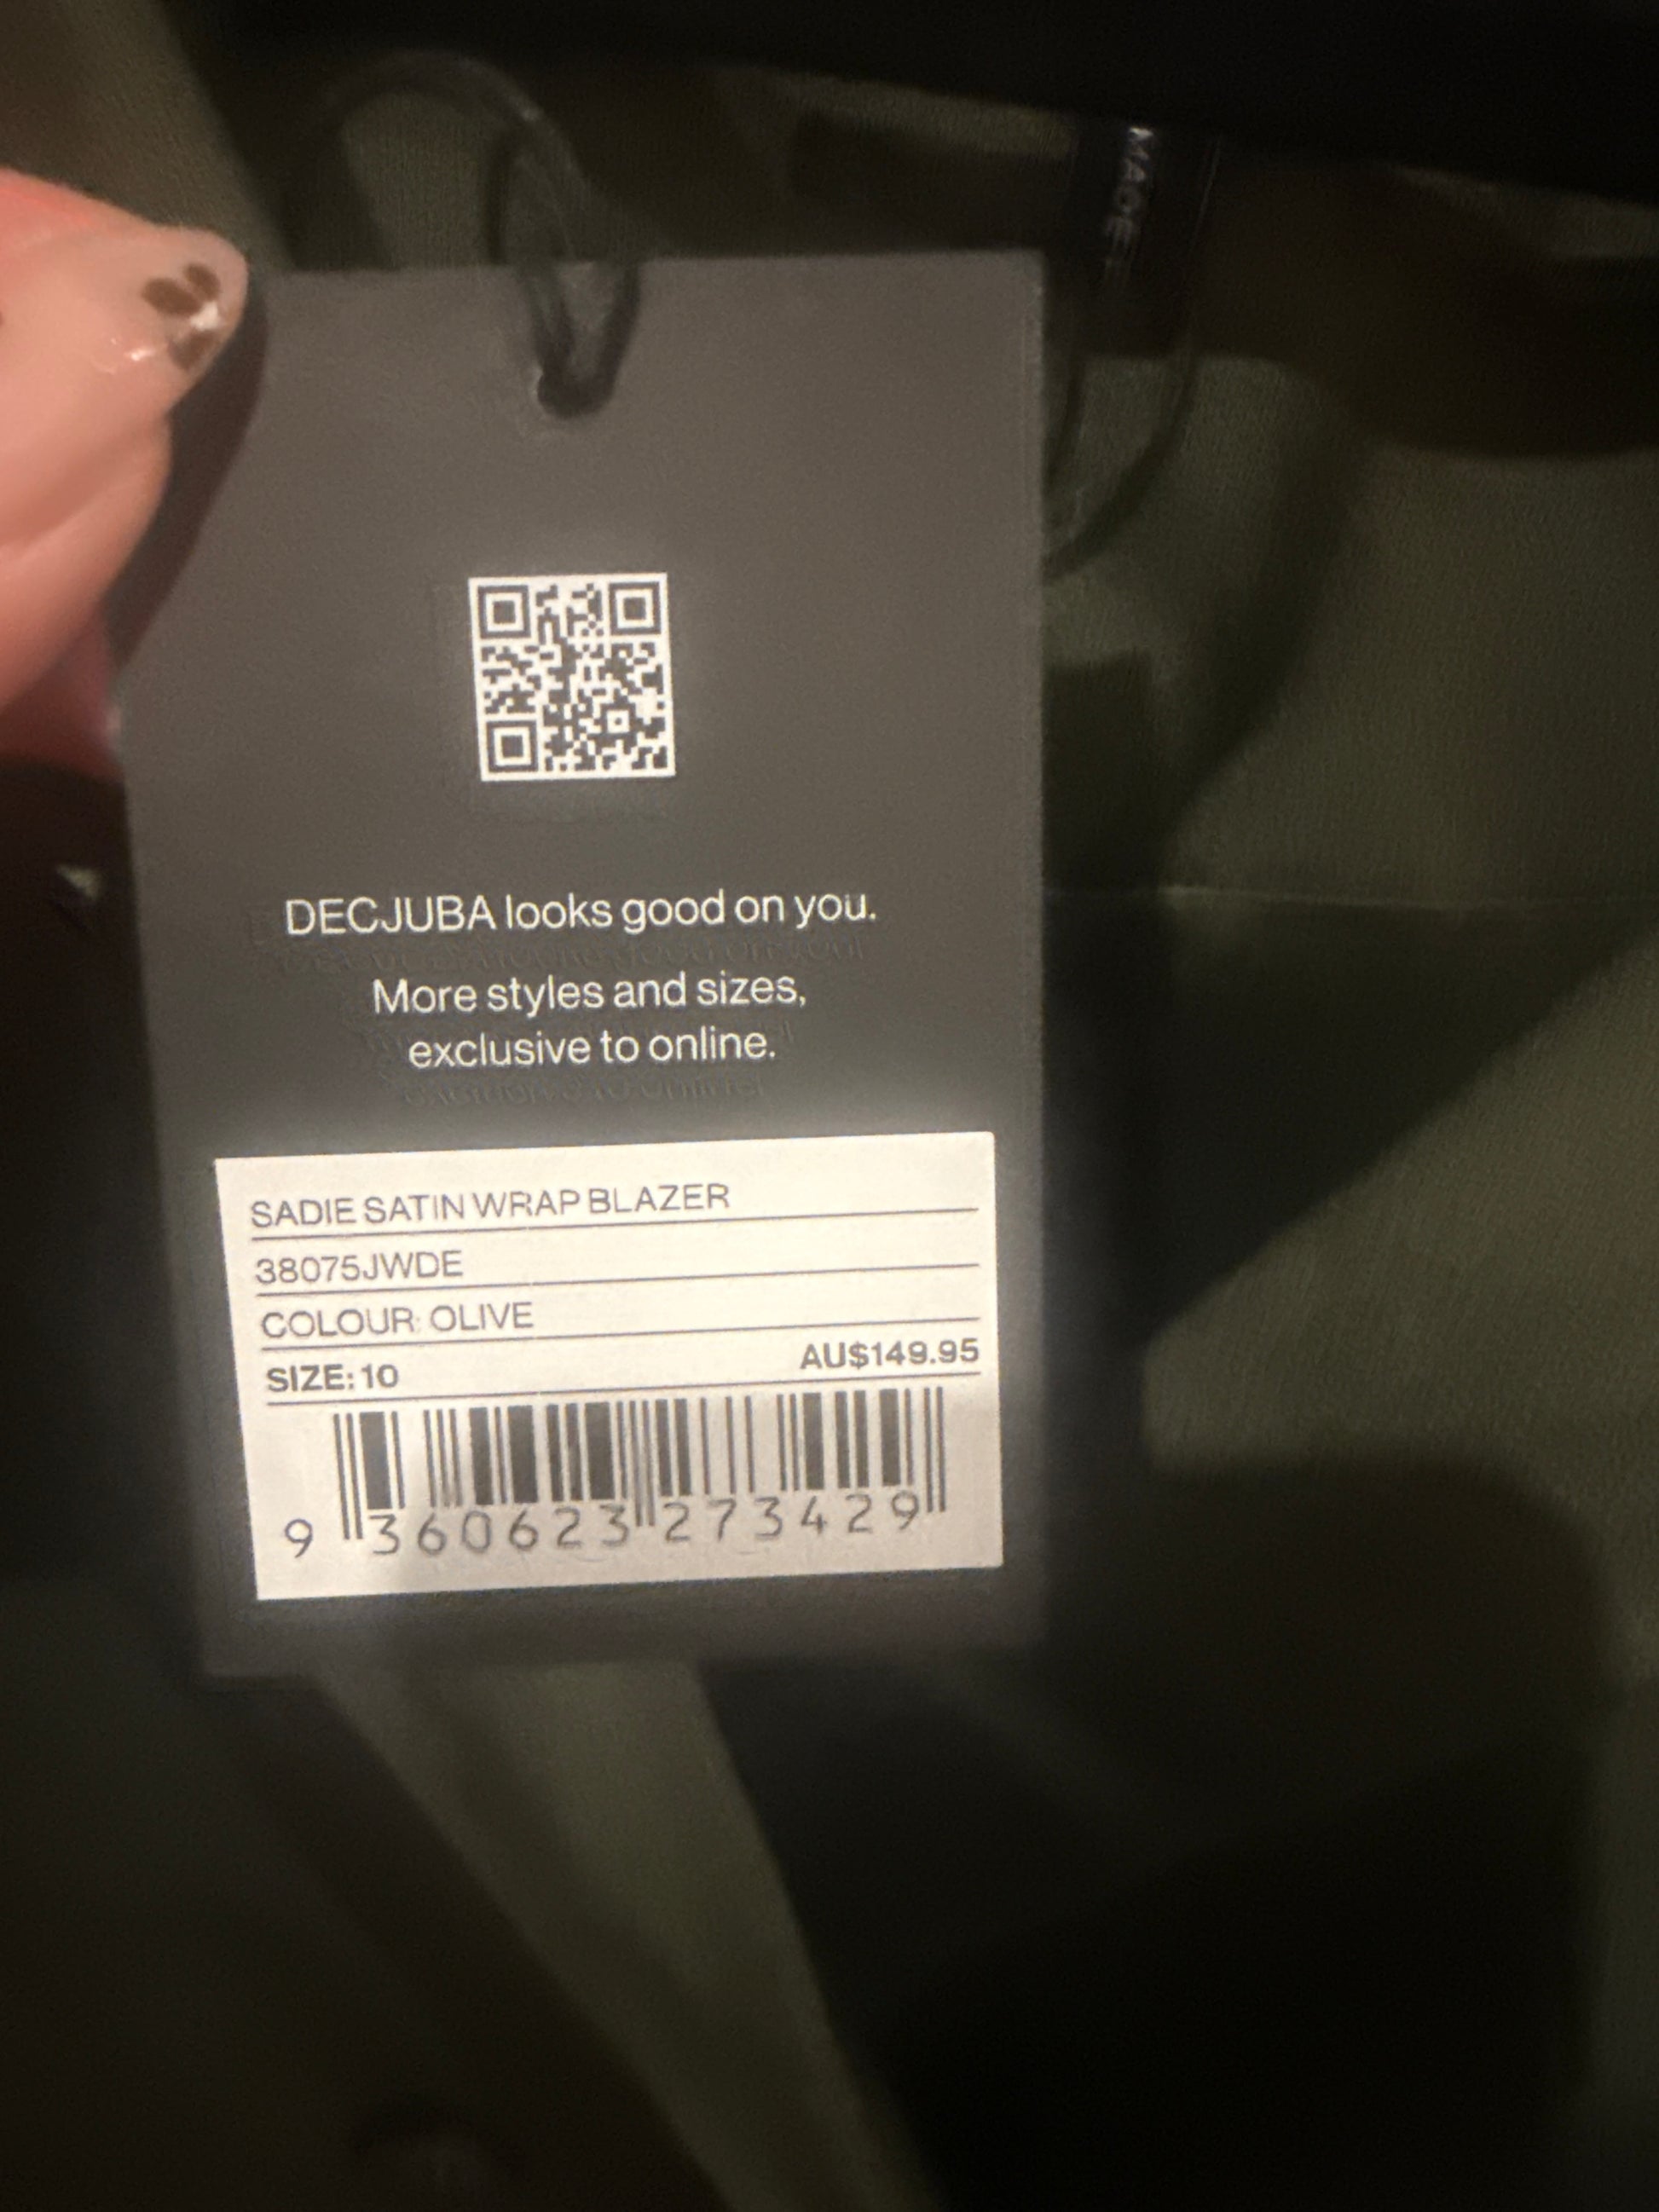 MADE
DECJUBA looks good on you.
More styles and sizes,
exclusive to online.
SADIE SATIN WRAP BLAZER
38075JWDE
COLOUR: OLIVE
SIZE: 10 AU$149.95
9 360623 273429